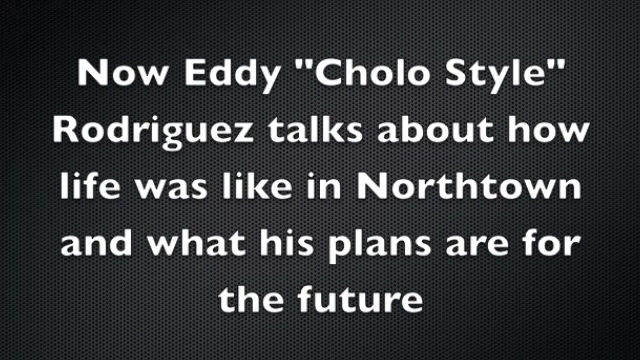 Now Eddy "Cholo Style"
Rodriguez talks about how
life was like in Northtown
and what his plans are for
the future